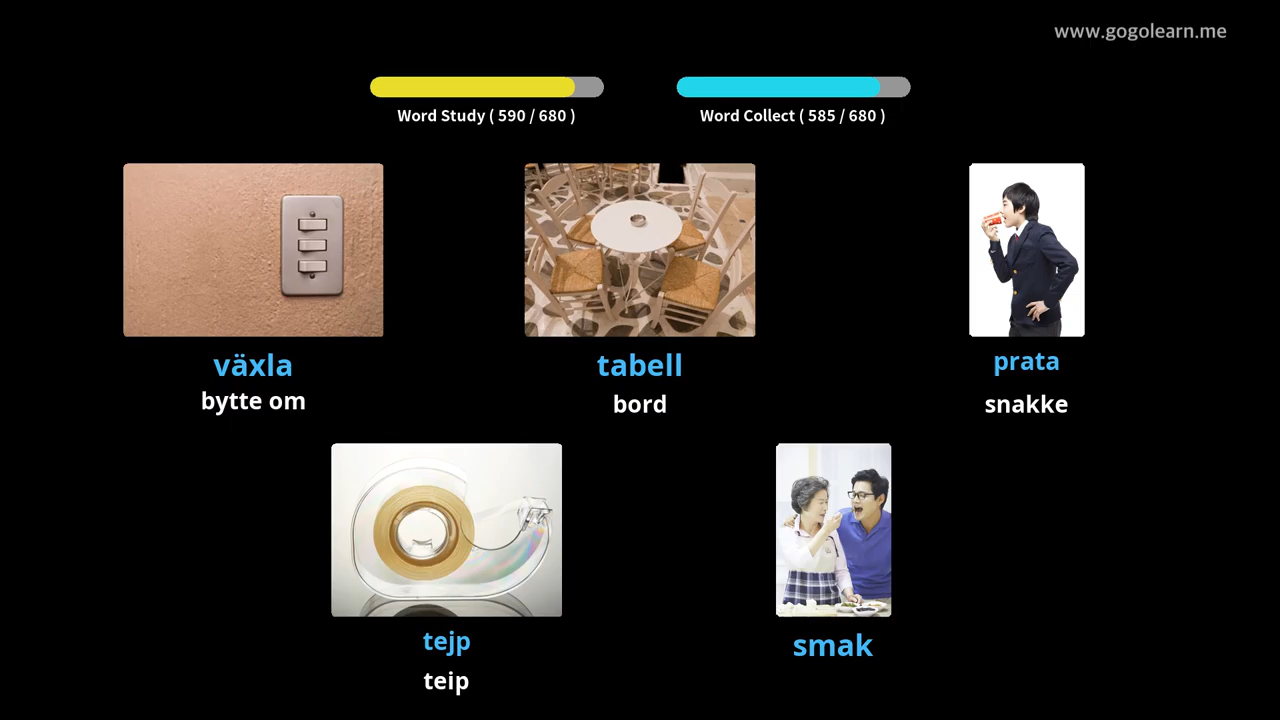 www.gogolearn.me
Word Study ( 590 / 680 )
Word Collect ( 585 / 680 )
växla
bytte om
tabell
bord
prata
snakke
tejp
teip
smak